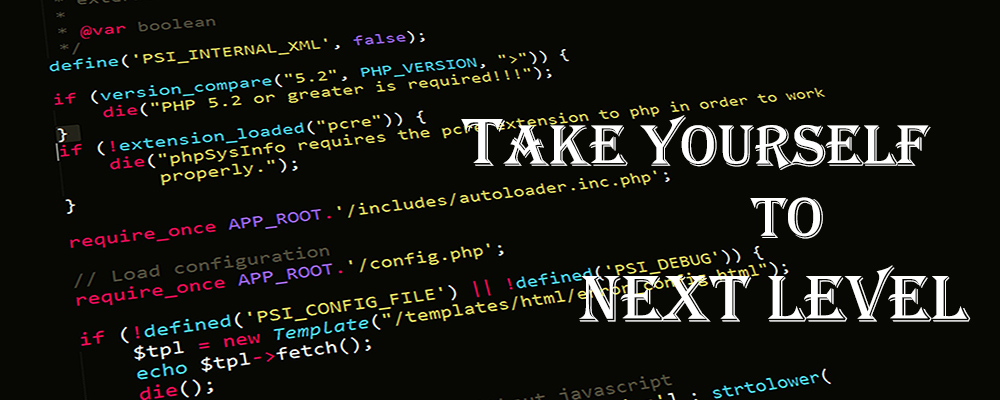 * exte
* @var boolean
*/
define('PSI_INTERNAL_XML', false);
if (version_compare("5.2", PHP_VERSION, ">")) {
die("PHP 5.2 or greater is required!!!");
}
if (!extension_loaded("pcre")) {
die("phpSysInfo requires the pcre extension to php in order to work
properly.");
}
require_once APP_ROOT.'/includes/autoloader.inc.php';
// Load configuration
require_once APP_ROOT.'/config.php';
if (!defined('PSI_CONFIG_FILE') || !defined('PSI_DEBUG')) {
$tpl = new Template("/templates/html/error_config.html");
echo $tpl->fetch();
die();
javascript
strtolower(
TAKE YOURSELF
TO
NEXT LEVEL